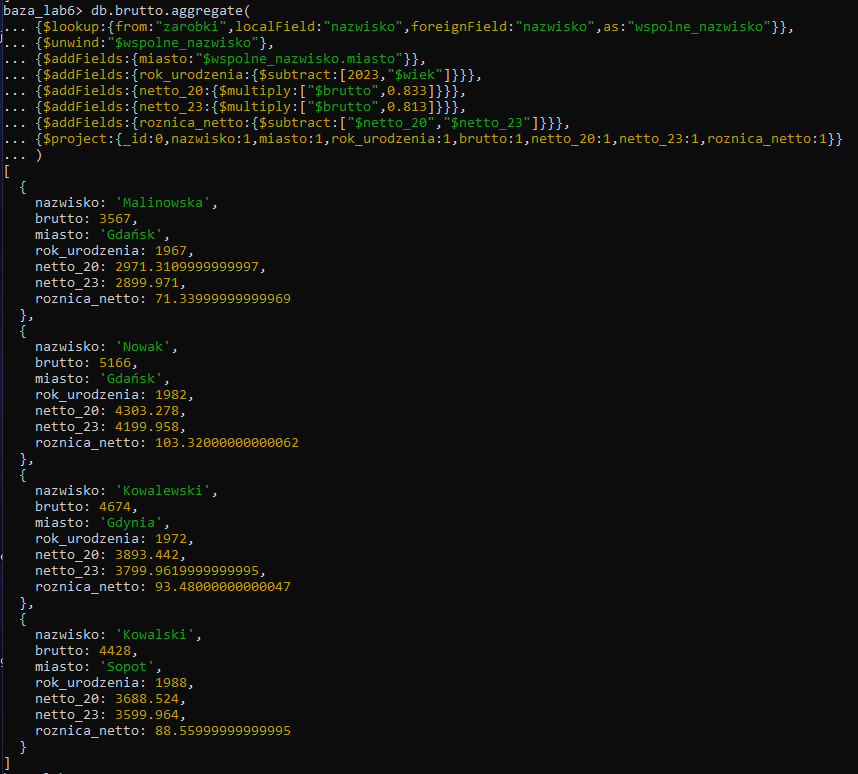 baza_lab6> db.brutto.aggregate(
... {$lookup:{from:"zarobki",localField:"nazwisko",foreignField:"nazwisko",as:"wspolne_nazwisko"}},
... {$unwind:"$wspolne_nazwisko"},
... {$addFields:{miasto:"$wspolne_nazwisko.miasto"}},
... {$addFields:{rok_urodzenia:{$subtract:[2023,"$wiek"]}}},
... {$addFields:{netto_20:{$multiply:["$brutto",0.833]}}},
... {$addFields:{netto_23:{$multiply:["$brutto",0.813]}}},
... {$addFields:{roznica_netto:{$subtract:["$netto_20","$netto_23"]}}},
... {$project:{_id:0,nazwisko:1,miasto:1,rok_urodzenia:1,brutto:1,netto_20:1,netto_23:1,roznica_netto:1}}
... )
[
  {
    nazwisko: 'Malinowska',
    brutto: 3567,
    miasto: 'Gdańsk',
    rok_urodzenia: 1967,
    netto_20: 2971.3109999999997,
    netto_23: 2899.971,
    roznica_netto: 71.33999999999969
  },
  {
    nazwisko: 'Nowak',
    brutto: 5166,
    miasto: 'Gdańsk',
    rok_urodzenia: 1982,
    netto_20: 4303.278,
    netto_23: 4199.958,
    roznica_netto: 103.32000000000062
  },
  {
    nazwisko: 'Kowalewski',
    brutto: 4674,
    miasto: 'Gdynia',
    rok_urodzenia: 1972,
    netto_20: 3893.442,
    netto_23: 3799.9619999999995,
    roznica_netto: 93.48000000000047
  },
  {
    nazwisko: 'Kowalski',
    brutto: 4428,
    miasto: 'Sopot',
    rok_urodzenia: 1988,
    netto_20: 3688.524,
    netto_23: 3599.964,
    roznica_netto: 88.55999999999995
  }
]